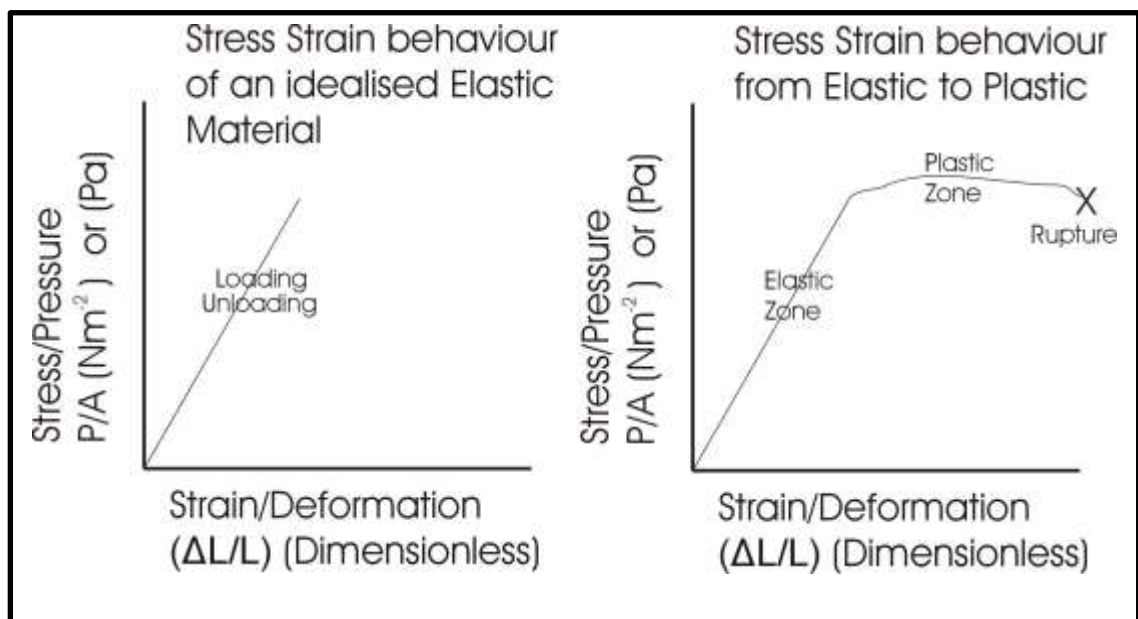 Stress Strain behaviour
of an idealised Elastic
Material
Stress/Pressure
P/A (Nm⁻²) or (Pa)
Loading
Unloading
Strain/Deformation
(ΔL/L) (Dimensionless)
Stress Strain behaviour
from Elastic to Plastic
Stress/Pressure
P/A (Nm⁻²) or (Pa)
Plastic
Zone
X
Rupture
Elastic
Zone
Strain/Deformation
(ΔL/L) (Dimensionless)